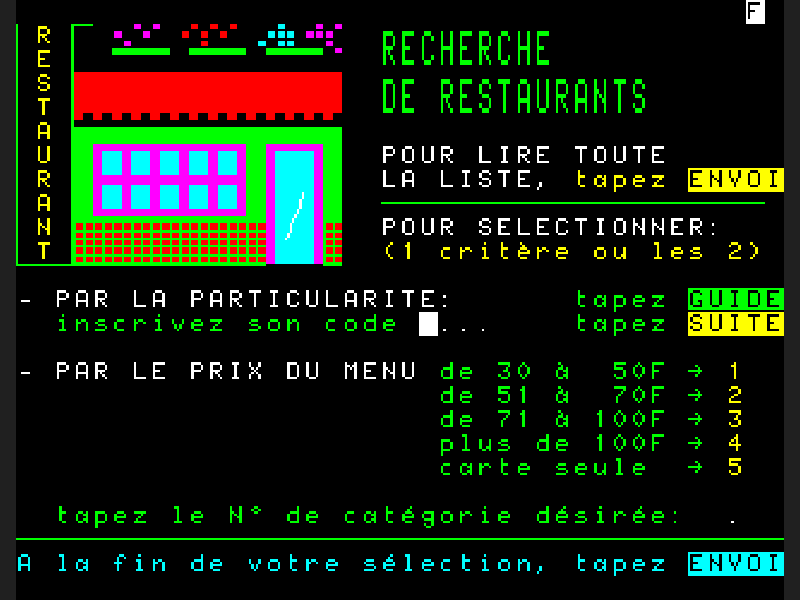 F
RESTAURANT
RECHERCHE
DE RESTAURANTS
POUR LIRE TOUTE
LA LISTE, tapez ENVOI
POUR SELECTIONNER:
(1 critère ou les 2)
- PAR LA PARTICULARITE: tapez GUIDE
inscrivez son code ... tapez SUITE
- PAR LE PRIX DU MENU de 30 à 50F → 1
de 51 à 70F → 2
de 71 à 100F → 3
plus de 100F → 4
carte seule → 5
tapez le N° de catégorie désirée: .
A la fin de votre sélection, tapez ENVOI